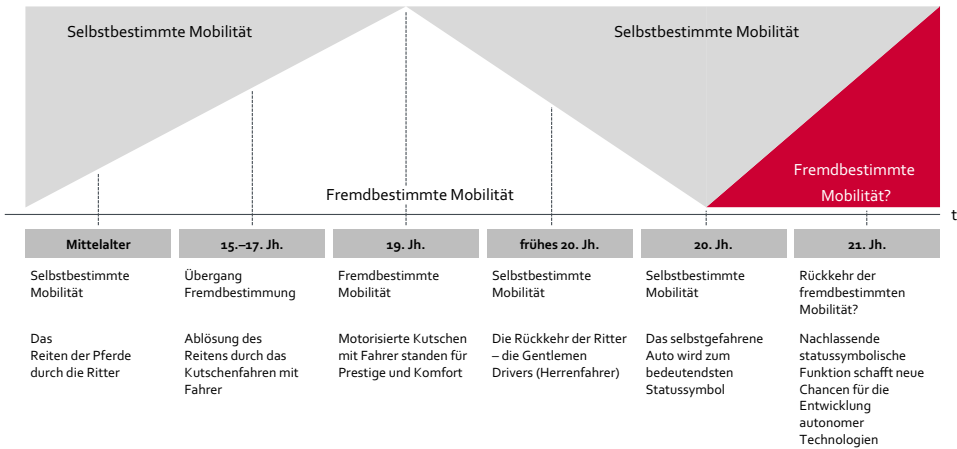 Selbstbestimmte Mobilität
Selbstbestimmte Mobilität
Fremdbestimmte Mobilität
Fremdbestimmte
Mobilität?
t
Mittelalter
15.–17. Jh.
19. Jh.
frühes 20. Jh.
20. Jh.
21. Jh.
Selbstbestimmte
Mobilität
Das
Reiten der Pferde
durch die Ritter
Übergang
Fremdbestimmung
Ablösung des
Reitens durch das
Kutschenfahren mit
Fahrer
Fremdbestimmte
Mobilität
Motorisierte Kutschen
mit Fahrer standen für
Prestige und Komfort
Selbstbestimmte
Mobilität
Die Rückkehr der Ritter
– die Gentlemen
Drivers (Herrenfahrer)
Selbstbestimmte
Mobilität
Das selbstgefahrene
Auto wird zum
bedeutendsten
Statussymbol
Rückkehr der
fremdbestimmten
Mobilität?
Nachlassende
statussymbolische
Funktion schafft neue
Chancen für die
Entwicklung
autonomer
Technologien